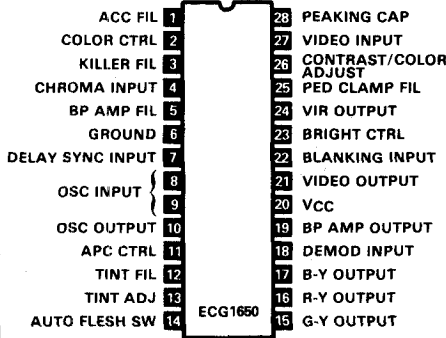 ACC FIL 1
COLOR CTRL 2
KILLER FIL 3
CHROMA INPUT 4
BP AMP FIL 5
GROUND 6
DELAY SYNC INPUT 7
OSC INPUT 8
9
OSC OUTPUT 10
APC CTRL 11
TINT FIL 12
TINT ADJ 13
AUTO FLESH SW 14
ECG1650
28 PEAKING CAP
27 VIDEO INPUT
26 CONTRAST/COLOR
ADJUST
25 PED CLAMP FIL
24 VIR OUTPUT
23 BRIGHT CTRL
22 BLANKING INPUT
21 VIDEO OUTPUT
20 VCC
19 BP AMP OUTPUT
18 DEMOD INPUT
17 B-Y OUTPUT
16 R-Y OUTPUT
15 G-Y OUTPUT